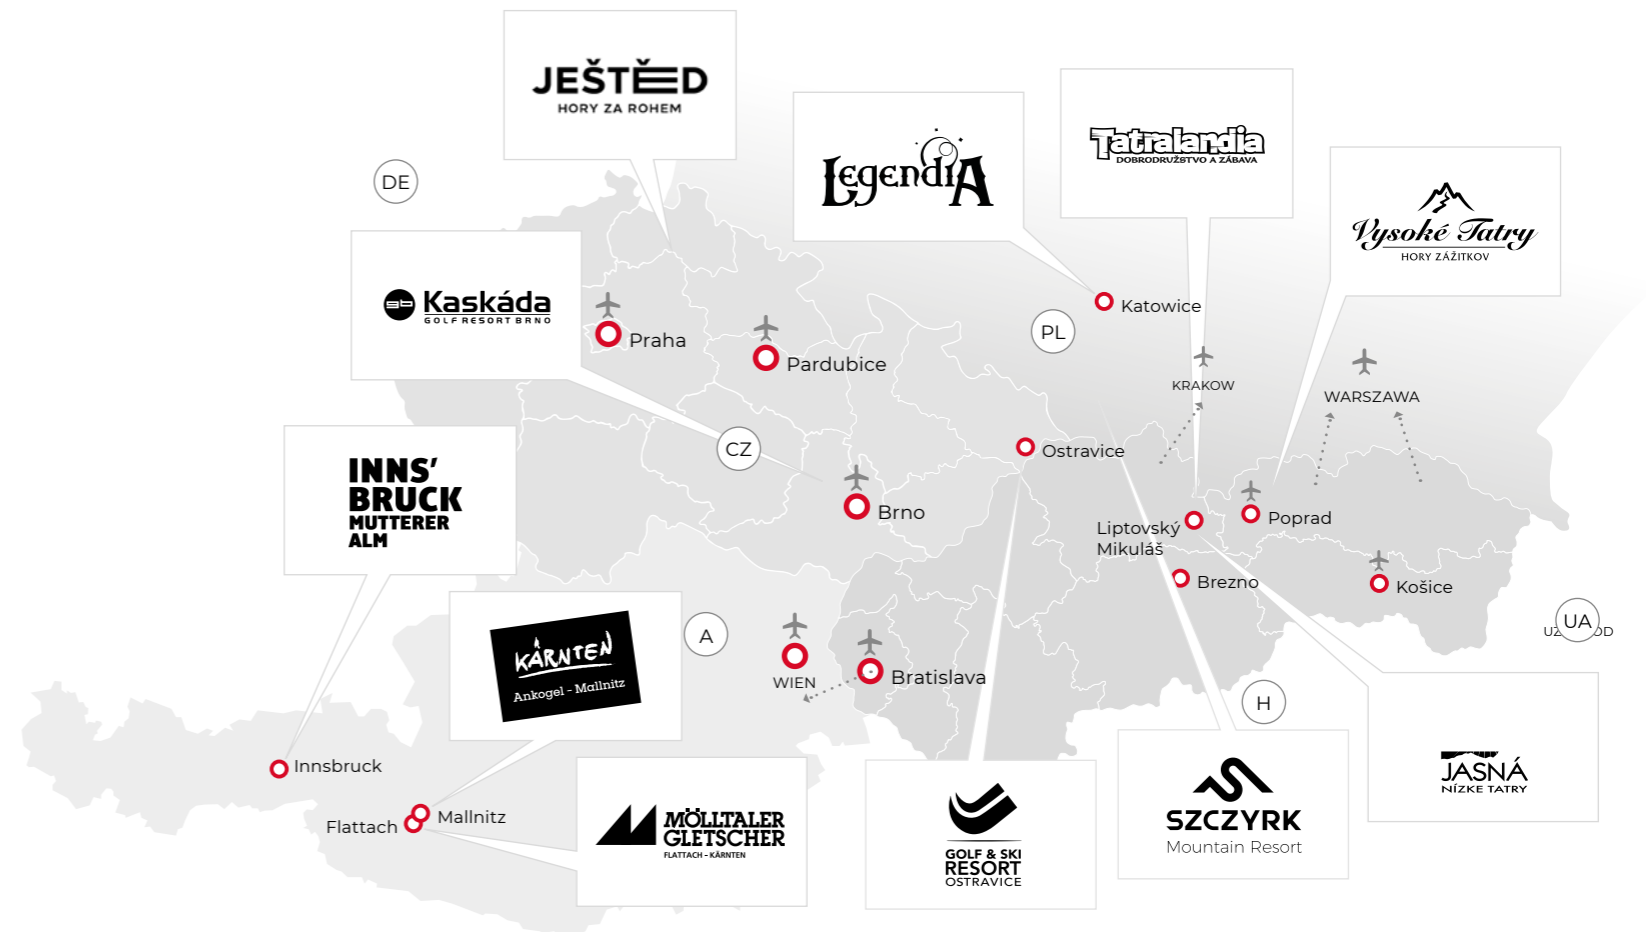 JEŠTĚD
HORY ZA ROHEM
Legendia
Tatralandia
DOBRODRUŽSTVO A ZÁBAVA
Vysoké Tatry
HORY ZÁŽITKOV
DE
gb Kaskáda
GOLF RESORT BRNO
Praha
Pardubice
Katowice
PL
KRAKOW
WARSZAWA
CZ
Ostravice
Brno
Liptovský
Mikuláš
Poprad
Brezno
Košice
UA
INNS'
BRUCK
MUTTERER
ALM
KÄRNTEN
Ankogel - Mallnitz
A
WIEN
Bratislava
H
Innsbruck
Mallnitz
Flattach
MÖLLTALER
GLETSCHER
FLATTACH - KÄRNTEN
GOLF & SKI
RESORT
OSTRAVICE
SZCZYRK
Mountain Resort
JASNÁ
NÍZKE TATRY